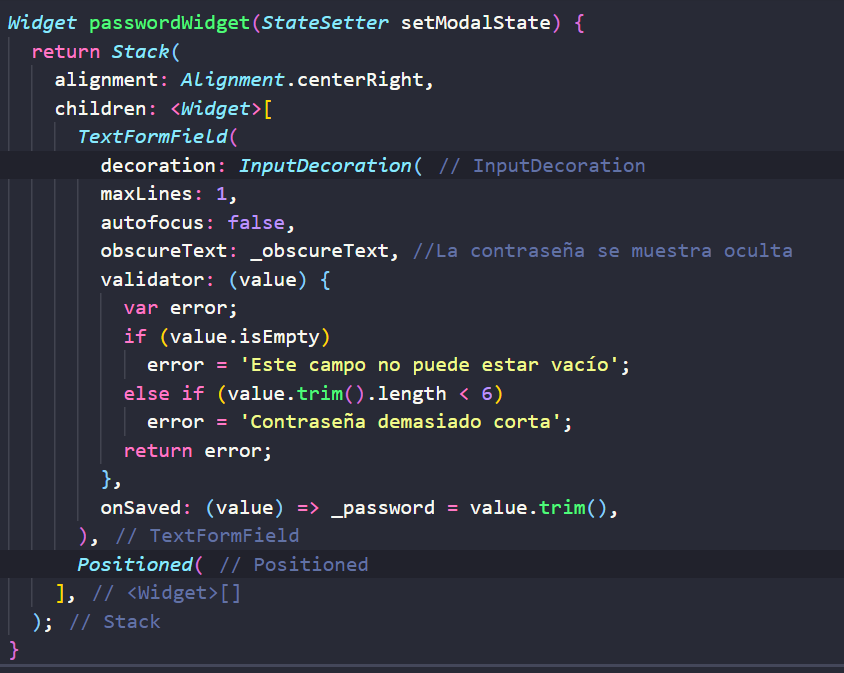 Widget passwordWidget(StateSetter setModalState) {
return Stack(
alignment: Alignment.centerRight,
children: <Widget>[
TextFormField(
decoration: InputDecoration( // InputDecoration
maxLines: 1,
autofocus: false,
obscureText: _obscureText, //La contraseña se muestra oculta
validator: (value) {
var error;
if (value.isEmpty)
error = 'Este campo no puede estar vacío';
else if (value.trim().length < 6)
error = 'Contraseña demasiado corta';
return error;
},
onSaved: (value) => _password = value.trim(),
), // TextFormField
Positioned( // Positioned
], // <Widget>[]
); // Stack
}